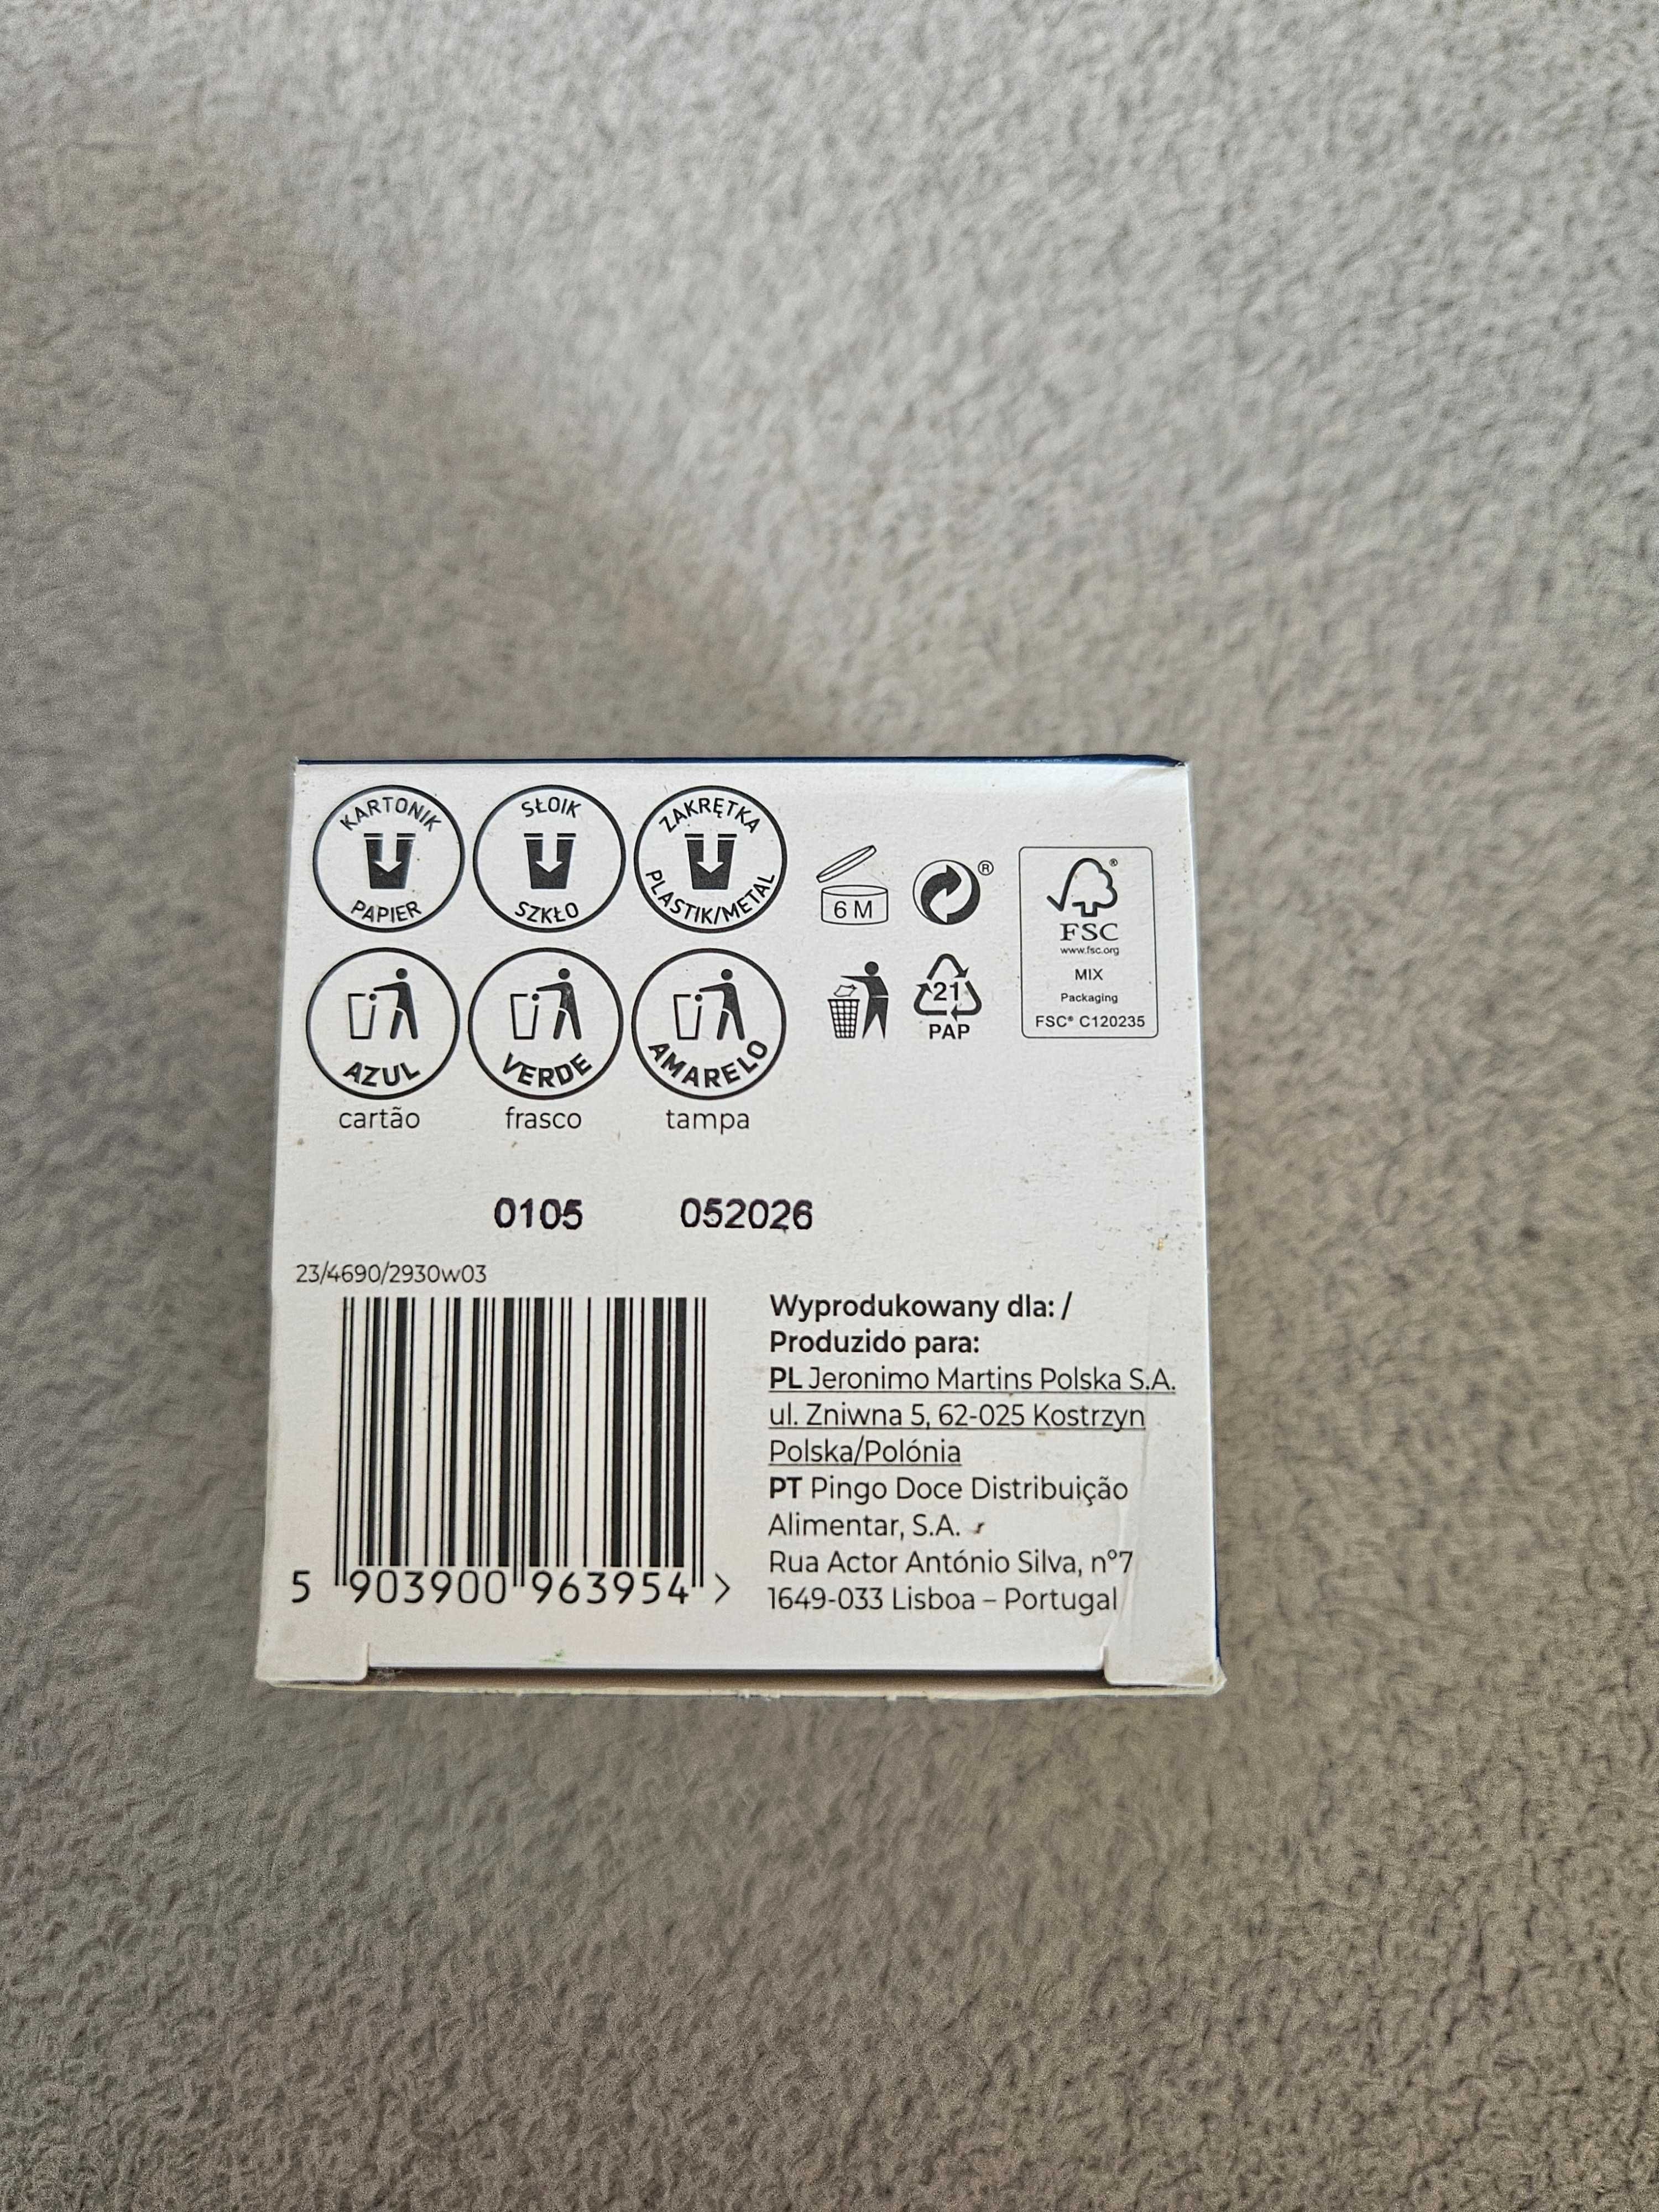 KARTONIK
PAPIER
SŁOIK
SZKŁO
ZAKRĘTKA
PLASTIK/METAL
6 M
®
®
FSC
www.fsc.org
MIX
Packaging
FSC® C120235
AZUL
cartão
VERDE
frasco
AMARELO
tampa
21
PAP
0105 052026
23/4690/2930w03
5 903900 963954 >
Wyprodukowany dla: /
Produzido para:
PL Jeronimo Martins Polska S.A.
ul. Zniwna 5, 62-025 Kostrzyn
Polska/Polónia
PT Pingo Doce Distribuição
Alimentar, S.A.
Rua Actor António Silva, nº7
1649-033 Lisboa – Portugal